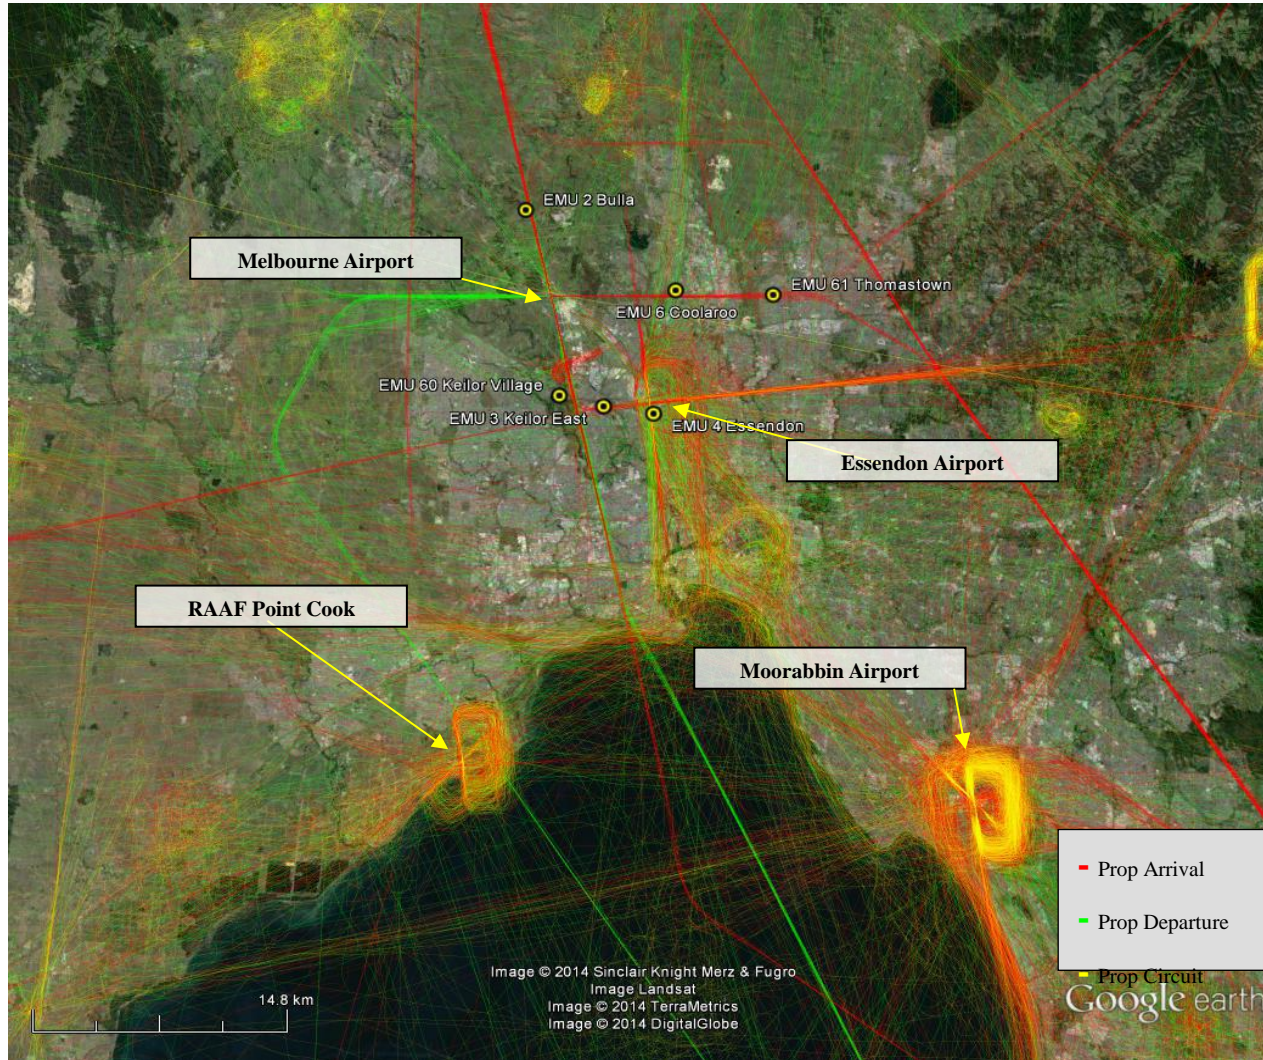 EMU 2 Bulla
Melbourne Airport
EMU 61 Thomastown
EMU 6 Coolaroo
EMU 60 Keilor Village
EMU 3 Keilor East
EMU 4 Essendon
Essendon Airport
RAAF Point Cook
Moorabbin Airport
Prop Arrival
Prop Departure
Prop Circuit
Image © 2014 Sinclair Knight Merz & Fugro
Image Landsat
Image © 2014 TerraMetrics
Image © 2014 DigitalGlobe
14.8 km
Google earth